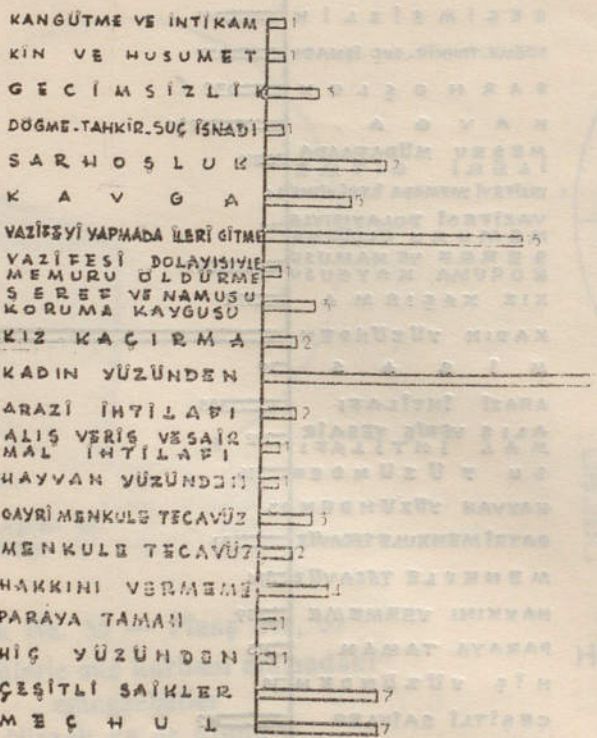 KANGÜTME VE İNTİKAM 1
KİN VE HUSUMET 1
GEÇİMSİZLİK
DÖĞME-TAHKİR-SUÇ İSNADI 1
SARHOŞLUK 7
KAVGA 5
VAZİFEYİ YAPMADA İLERİ GİTME
VAZİFESİ DOLAYISIYLE
MEMURU ÖLDÜRME 1
ŞEREF VE NAMUSU
KORUMA KAYGUSU
KIZ KAÇIRMA 2
KADIN YÜZÜNDEN
ARAZİ İHTİLAFI 2
ALIŞ VERİŞ VESAİR
MAL İHTİLAFI 1
HAYVAN YÜZÜNDEN 1
GAYRİ MENKULE TECAVÜZ 3
MENKULE TECAVÜZ 2
HAKKINI VERMEME
PARAYA TAMAH 1
HİÇ YÜZÜNDEN 1
ÇEŞİTLİ SAİKLER 7
MEÇHUL 7